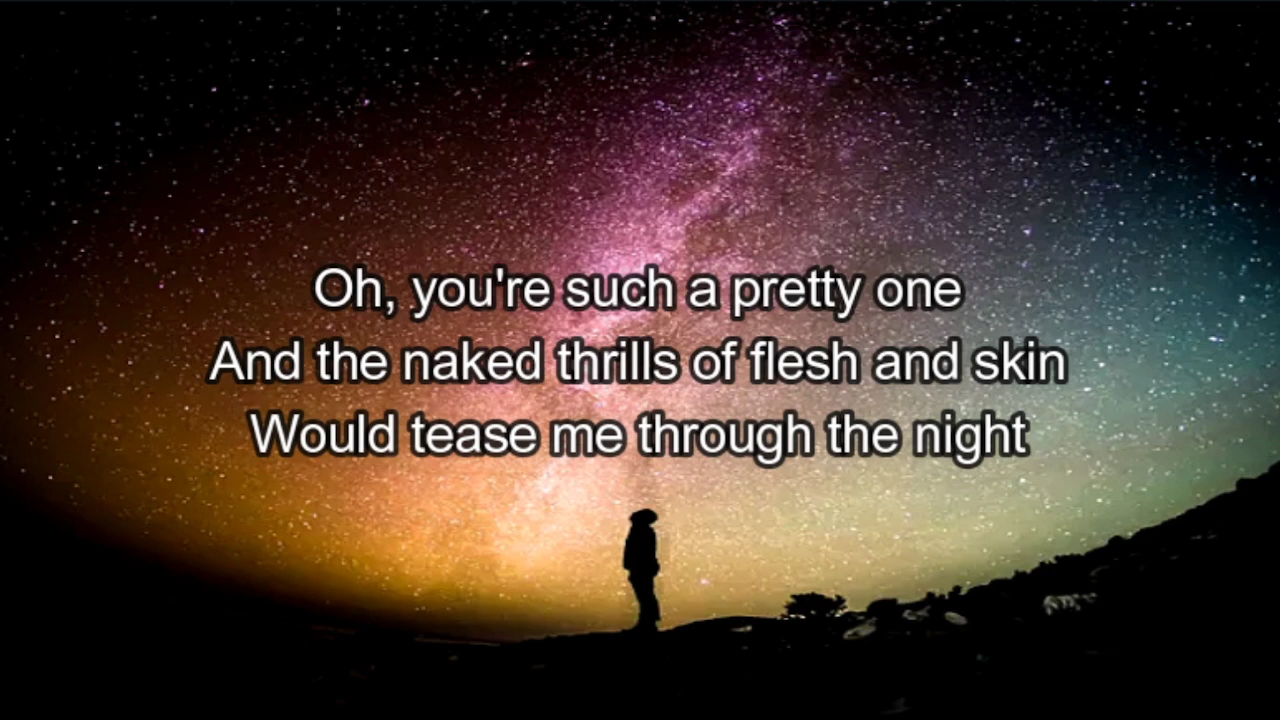 Oh, you're such a pretty one
And the naked thrills of flesh and skin
Would tease me through the night